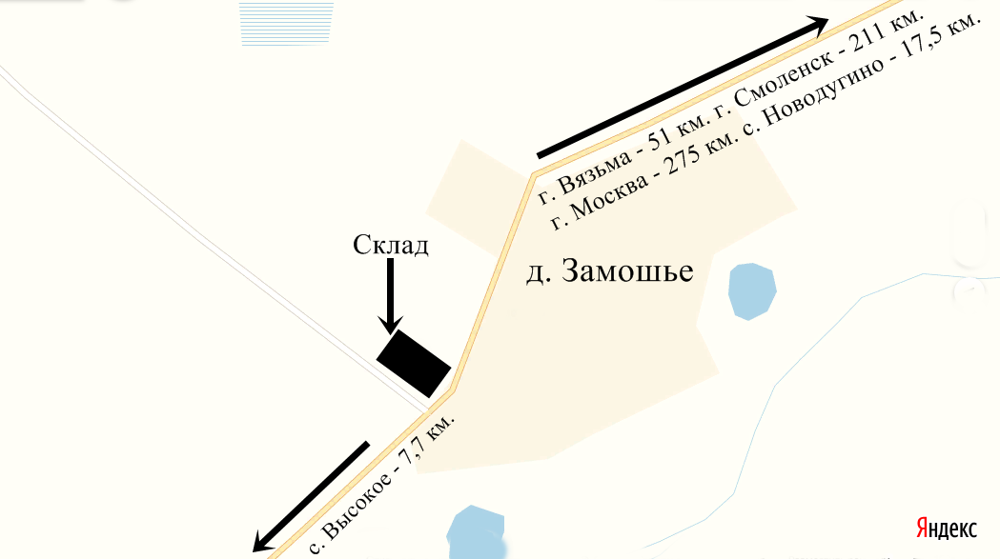 г. Вязьма - 51 км. г. Смоленск - 211 км.
г. Москва - 275 км. с. Новодугино - 17,5 км.
Склад
д. Замошье
с. Высокое - 7,7 км.
Яндекс